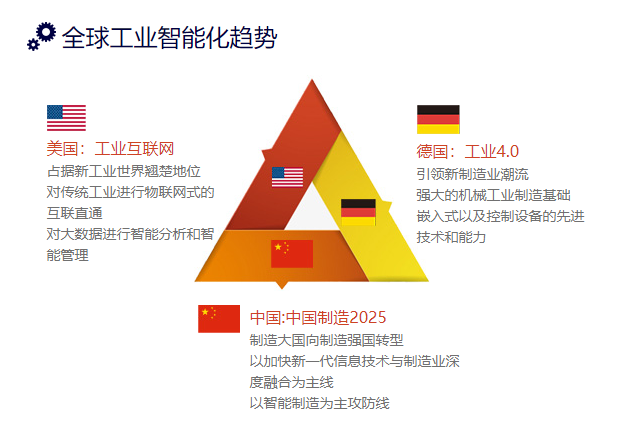 全球工业智能化趋势
美国：工业互联网
占据新工业世界翘楚地位
对传统工业进行物联网式的
互联直通
对大数据进行智能分析和智
能管理
德国：工业4.0
引领新制造业潮流
强大的机械工业制造基础
嵌入式以及控制设备的先进
技术和能力
中国:中国制造2025
制造大国向制造强国转型
以加快新一代信息技术与制造业深
度融合为主线
以智能制造为主攻防线